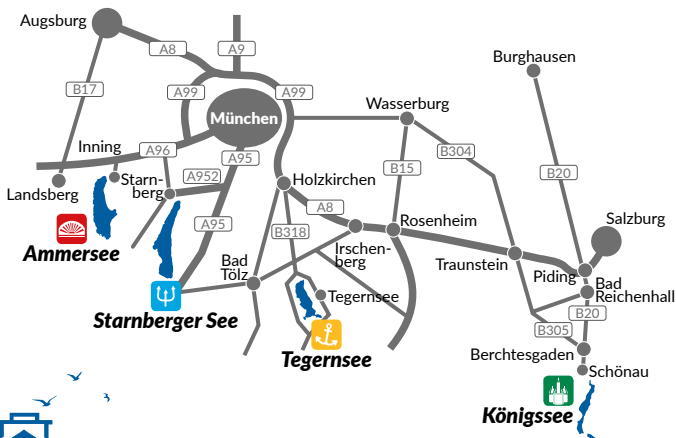 Augsburg
A8
A9
Burghausen
B17
A99
A99
Wasserburg
München
Inning
A96
A95
B304
Landsberg
Starn-
berg
A952
Holzkirchen
B15
B20
A8
A95
B318
Rosenheim
Salzburg
Ammersee
Irschen-
berg
Traunstein
Bad
Tölz
Piding
Bad
Reichenhall
Tegernsee
Starnberger See
B20
B305
Tegernsee
Berchtesgaden
Schönau
Königssee